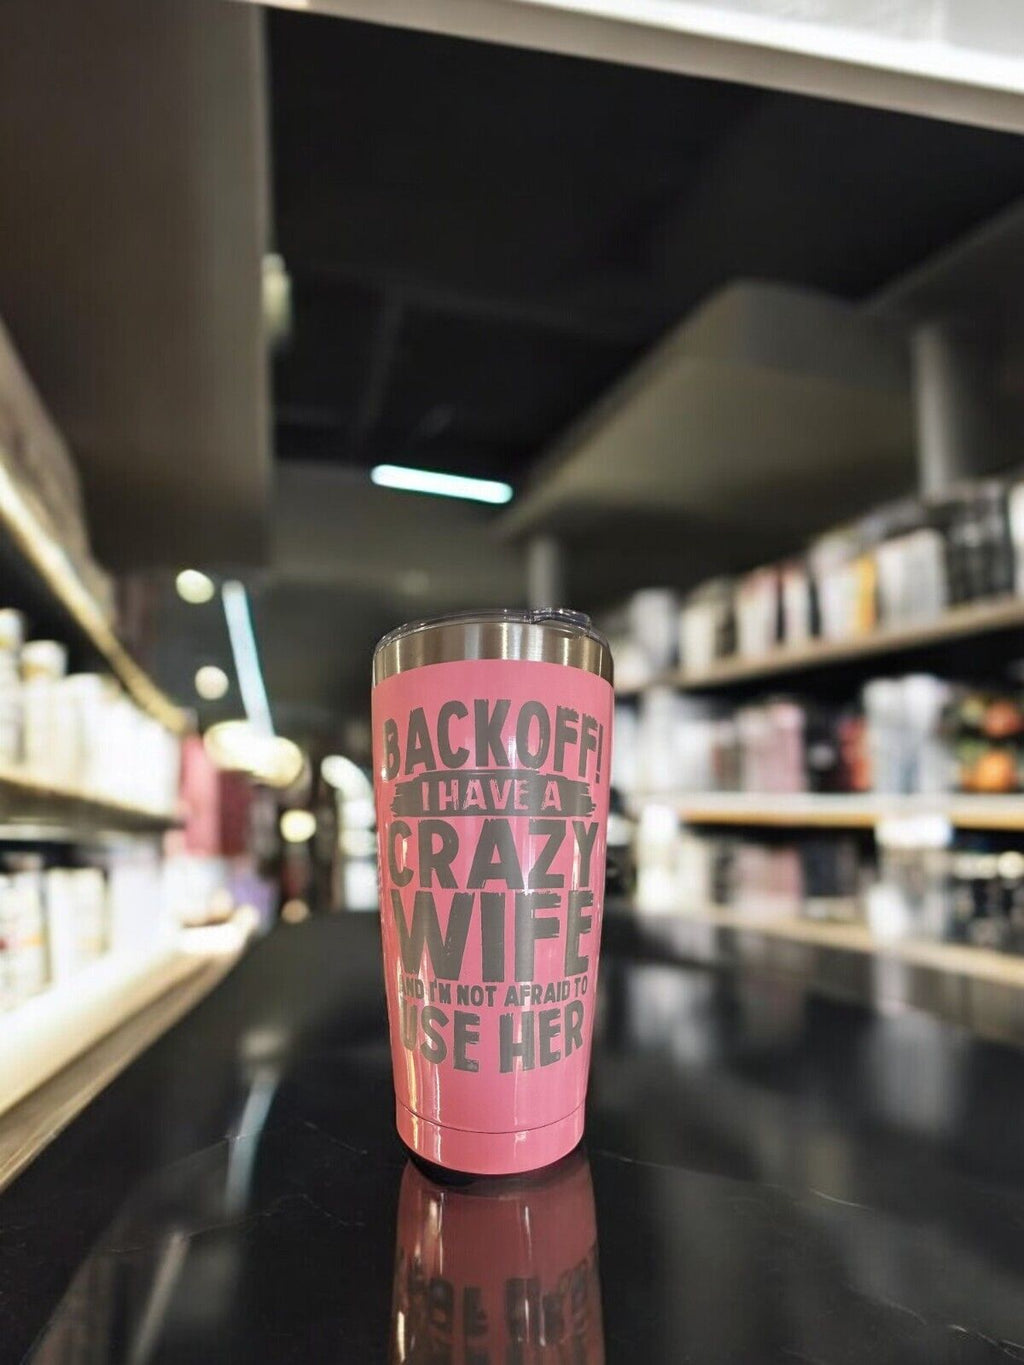 BACKOFF!
I HAVE A
CRAZY
WIFE
AND I'M NOT AFRAID TO
USE HER